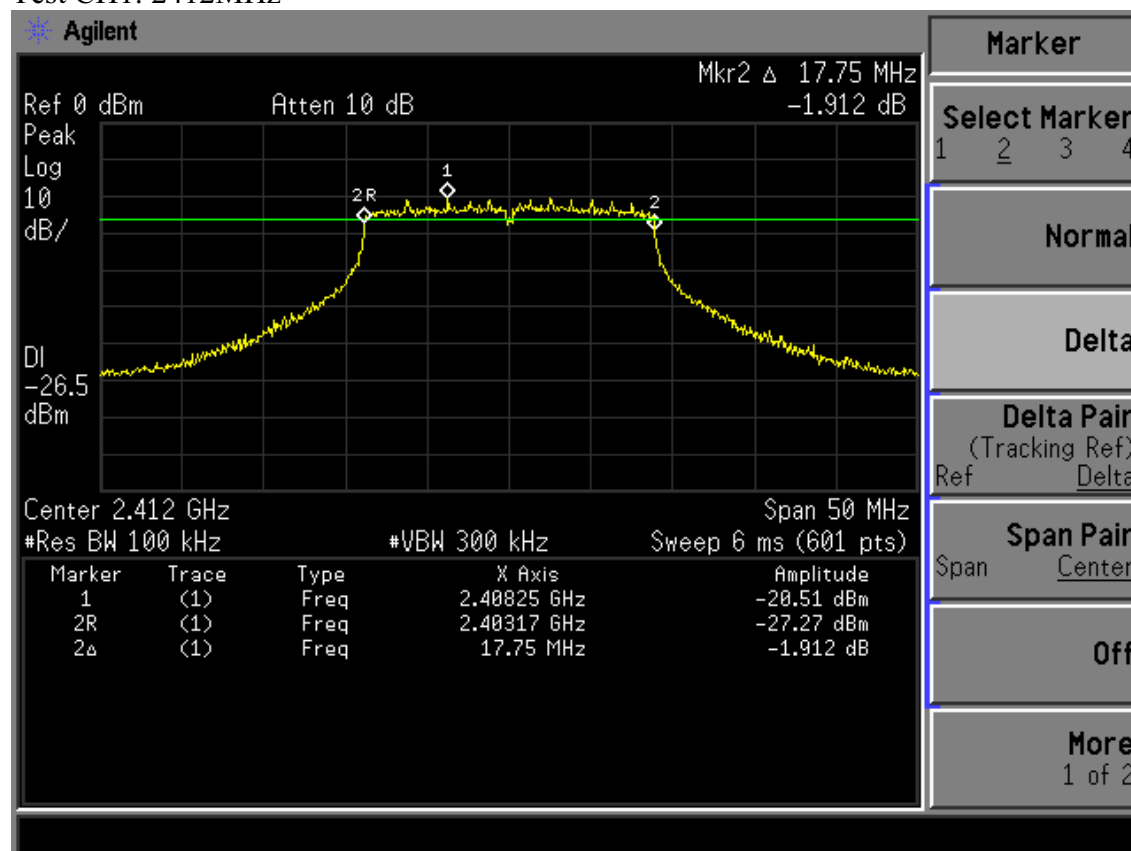 Test CH1: 2412MHz
Agilent
Marker
Mkr2 Δ 17.75 MHz
Ref 0 dBm Atten 10 dB -1.912 dB
Peak
Log
10
dB/
1
2R
2
DI
-26.5
dBm
Center 2.412 GHz Span 50 MHz
#Res BW 100 kHz #VBW 300 kHz Sweep 6 ms (601 pts)
Marker Trace Type X Axis Amplitude
1 (1) Freq 2.40825 GHz -20.51 dBm
2R (1) Freq 2.40317 GHz -27.27 dBm
2Δ (1) Freq 17.75 MHz -1.912 dB
Select Marker
1 2 3 4
Normal
Delta
Delta Pair
(Tracking Ref)
Ref Delta
Span Pair
Span Center
Off
More
1 of 2